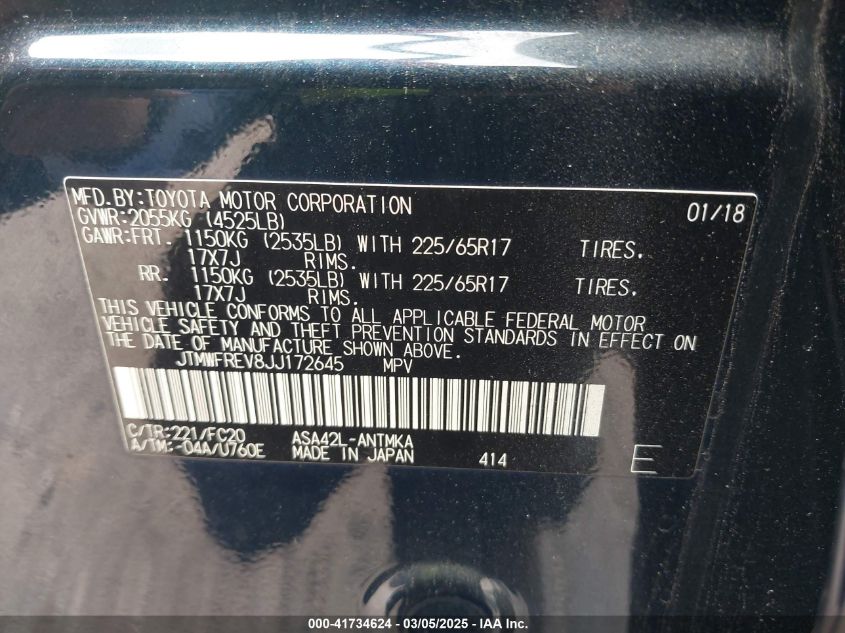 MFD.BY:TOYOTA MOTOR CORPORATION 01/18
GVWR:2055KG (4525LB)
GAWR:FRT. 1150KG (2535LB) WITH 225/65R17 TIRES.
17X7J RIMS.
RR. 1150KG (2535LB) WITH 225/65R17 TIRES.
17X7J RIMS.
THIS VEHICLE CONFORMS TO ALL APPLICABLE FEDERAL MOTOR
VEHICLE SAFETY AND THEFT PREVENTION STANDARDS IN EFFECT ON
THE DATE OF MANUFACTURE SHOWN ABOVE.
JTMWFREV8JJ172645 MPV
C/TR:221/FC20 ASA42L-ANTMKA
A/TM:-04A/U760E MADE IN JAPAN 414 E
000-41734624 - 03/05/2025 - IAA Inc.